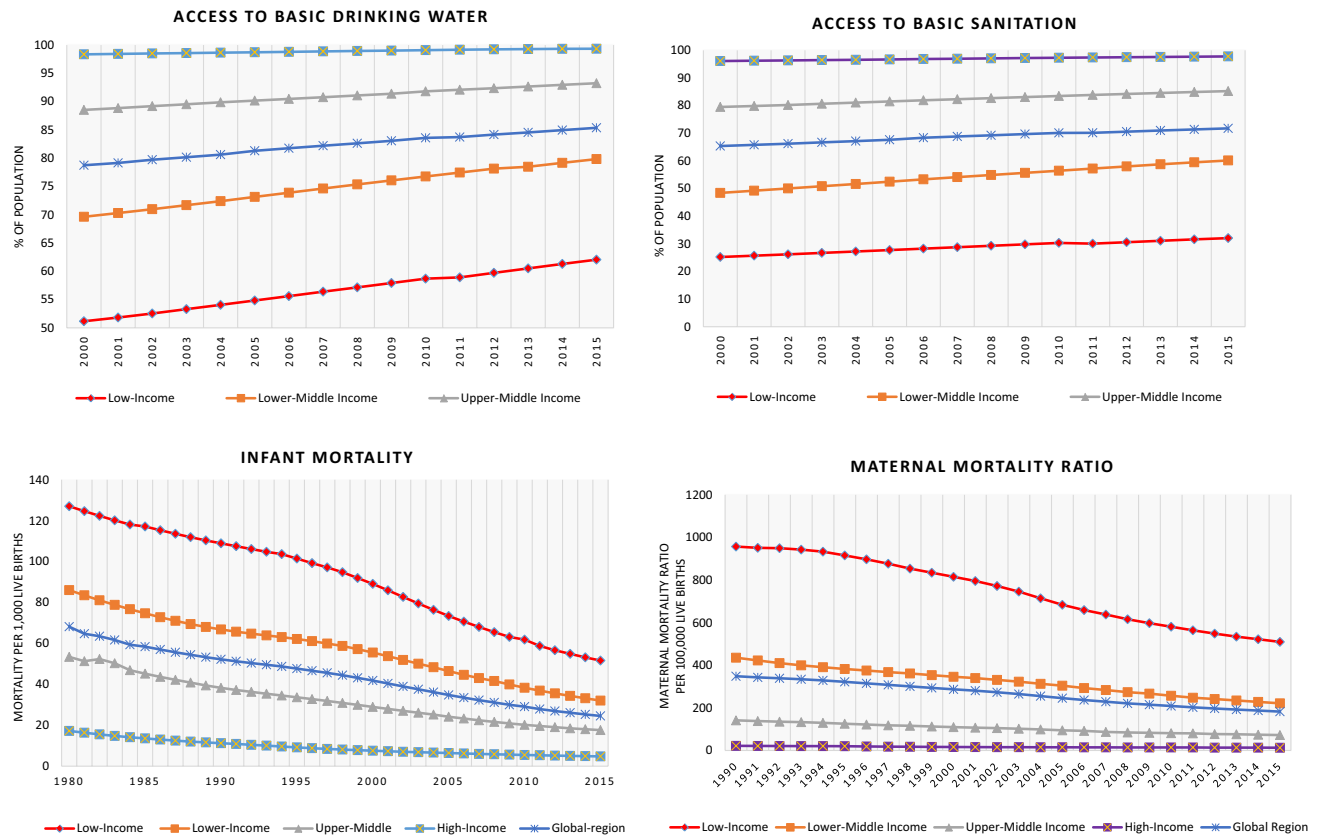 ACCESS TO BASIC DRINKING WATER
% OF POPULATION
100
95
90
85
80
75
70
65
60
55
50
2000 2001 2002 2003 2004 2005 2006 2007 2008 2009 2010 2011 2012 2013 2014 2015
Low-Income Lower-Middle Income Upper-Middle Income
ACCESS TO BASIC SANITATION
% OF POPULATION
100
90
80
70
60
50
40
30
20
10
0
2000 2001 2002 2003 2004 2005 2006 2007 2008 2009 2010 2011 2012 2013 2014 2015
Low-Income Lower-Middle Income Upper-Middle Income
INFANT MORTALITY
MORTALITY PER 1,000 LIVE BIRTHS
140
120
100
80
60
40
20
0
1980 1985 1990 1995 2000 2005 2010 2015
Low-Income Lower-Income Upper-Middle High-Income Global-region
MATERNAL MORTALITY RATIO
MATERNAL MORTALITY RATIO
PER 100,000 LIVE BIRTHS
1200
1000
800
600
400
200
0
1990 1991 1992 1993 1994 1995 1996 1997 1998 1999 2000 2001 2002 2003 2004 2005 2006 2007 2008 2009 2010 2011 2012 2013 2014 2015
Low-Income Lower-Middle Income Upper-Middle Income High-Income Global Region